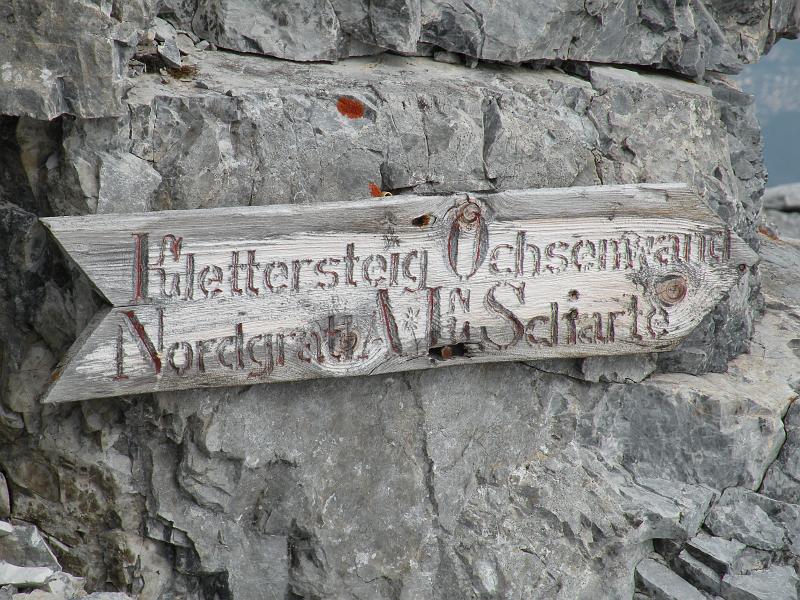 Klettersteig Ochsenwand
Nordgrat Scharte